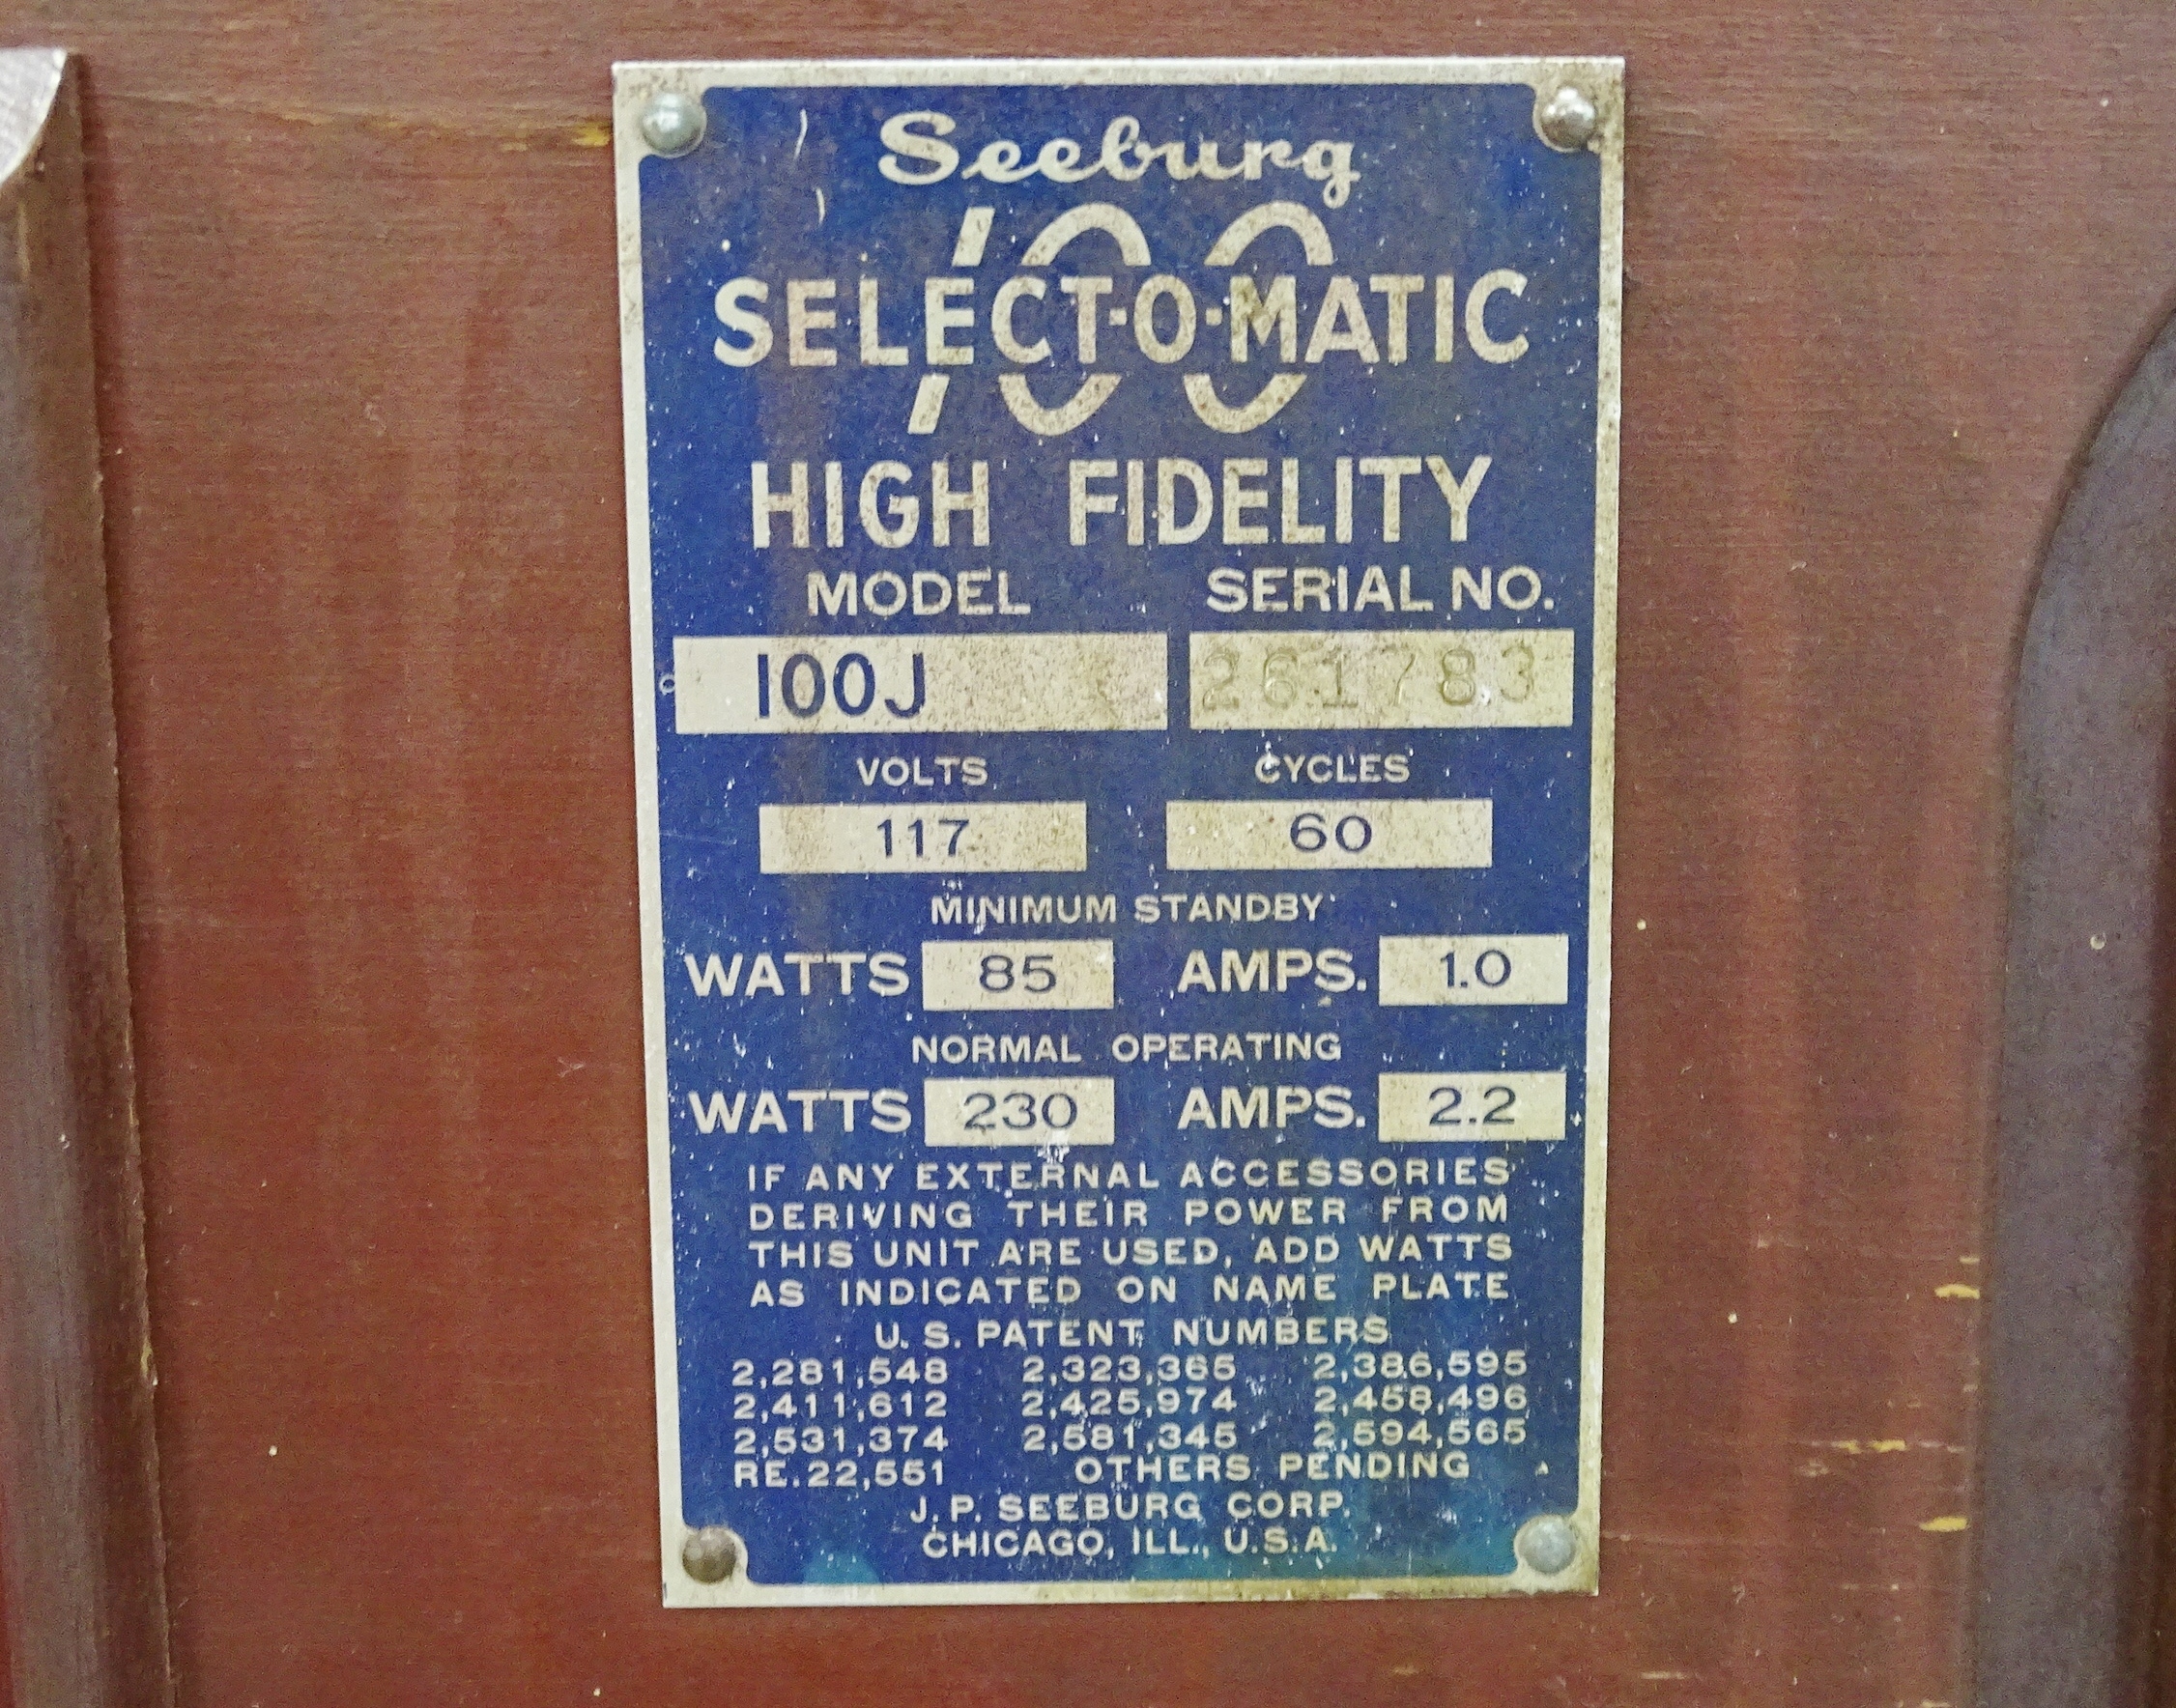 Seeburg
100
SELECT-O-MATIC
HIGH FIDELITY
MODEL SERIAL NO.
100J 261783
VOLTS CYCLES
117 60
MINIMUM STANDBY
WATTS 85 AMPS. 1.0
NORMAL OPERATING
WATTS 230 AMPS. 2.2
IF ANY EXTERNAL ACCESSORIES
DERIVING THEIR POWER FROM
THIS UNIT ARE USED, ADD WATTS
AS INDICATED ON NAME PLATE
U. S. PATENT NUMBERS
2,281,548 2,323,365 2,386,595
2,411,612 2,425,974 2,458,496
2,531,374 2,581,345 2,594,565
RE. 22,551 OTHERS PENDING
J. P. SEEBURG CORP.
CHICAGO, ILL., U.S.A.